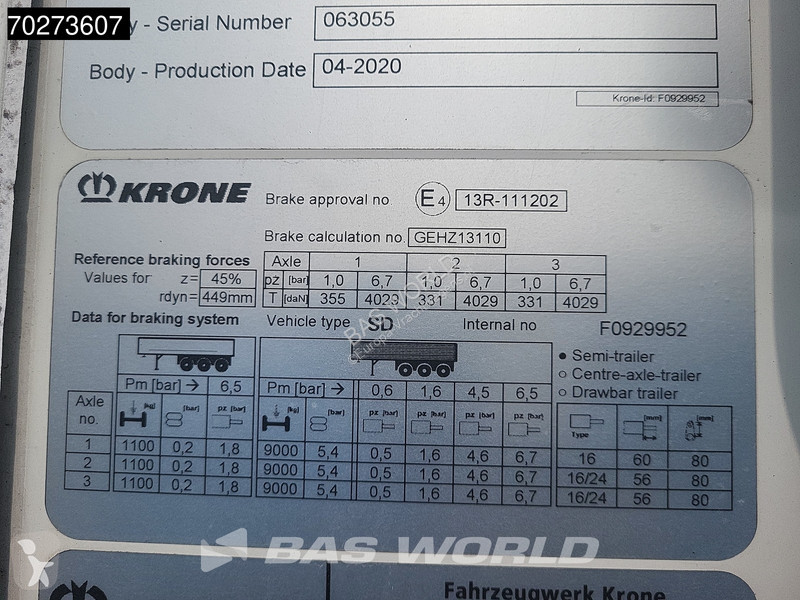 70273607
y - Serial Number 063055
Body - Production Date 04-2020
Krone-Id: F0929952
KRONE Brake approval no E4 13R-111202
Brake calculation no. GEHZ13110
Reference braking forces Axle 1 2 3
Values for z= 45% pz [bar] 1,0 6,7 1,0 6,7 1,0 6,7
rdyn= 449mm T [daN] 355 4029 331 4029 331 4029
Data for braking system Vehicle type SD Internal no F0929952
Semi-trailer
Centre-axle-trailer
Drawbar trailer
Pm [bar] → 6,5 Pm [bar] → 0,6 1,6 4,5 6,5
Axle no. [kg] [bar] pz [bar] [kg] [bar] pz [bar] pz [bar] pz [bar] pz [bar] Type [mm] [mm]
1 1100 0,2 1,8 9000 5,4 0,5 1,6 4,6 6,7 16 60 80
2 1100 0,2 1,8 9000 5,4 0,5 1,6 4,6 6,7 16/24 56 80
3 1100 0,2 1,8 9000 5,4 0,5 1,6 4,6 6,7 16/24 56 80
BAS WORLD
BAS WORLD
Fahrzeugwerk Krone